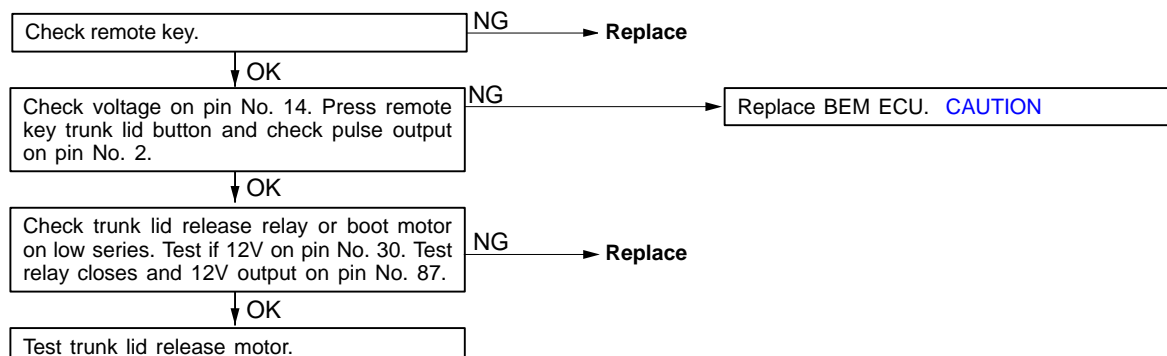 Check remote key.
NG
Replace
OK
Check voltage on pin No. 14. Press remote
key trunk lid button and check pulse output
on pin No. 2.
NG
Replace BEM ECU. CAUTION
OK
Check trunk lid release relay or boot motor
on low series. Test if 12V on pin No. 30. Test
relay closes and 12V output on pin No. 87.
NG
Replace
OK
Test trunk lid release motor.